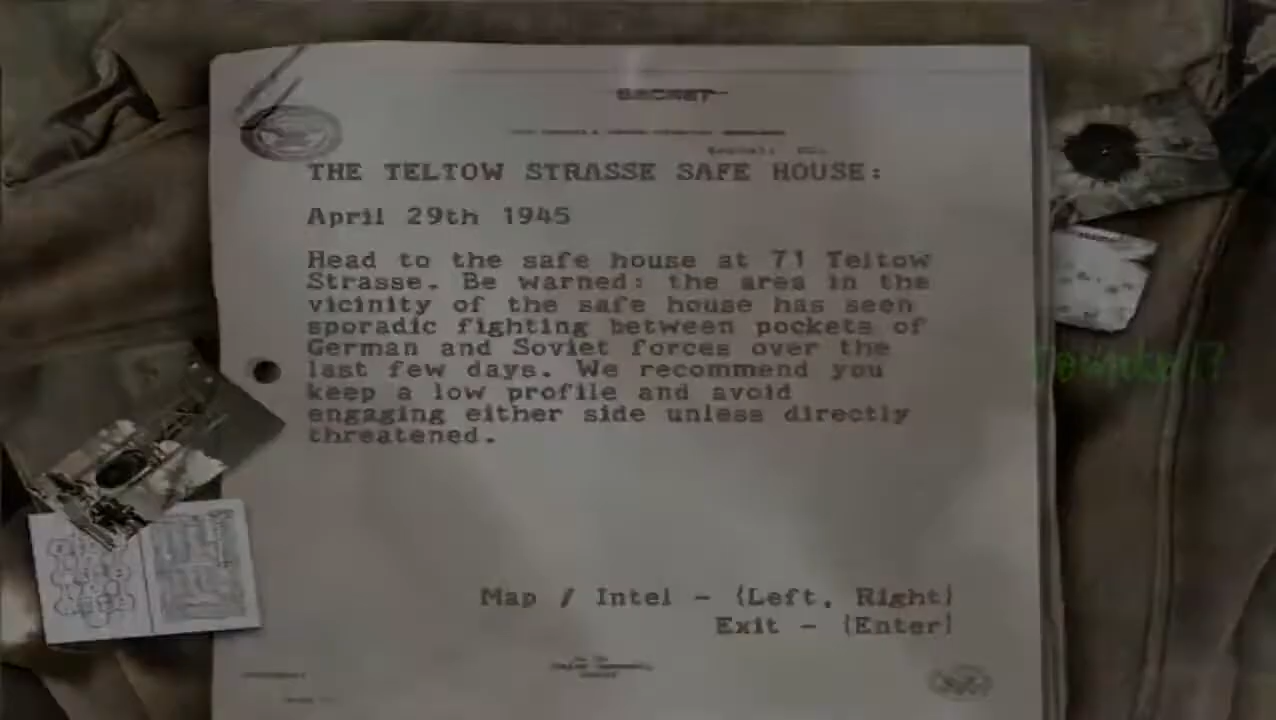 SECRET
THE TELTOW STRASSE SAFE HOUSE:
April 29th 1945
Head to the safe house at 71 Teltow
Strasse. Be warned: the area in the
vicinity of the safe house has seen
sporadic fighting between pockets of
German and Soviet forces over the
last few days. We recommend you
keep a low profile and avoid
engaging either side unless directly
threatened.
Map / Intel - (Left, Right)
Exit - (Enter)